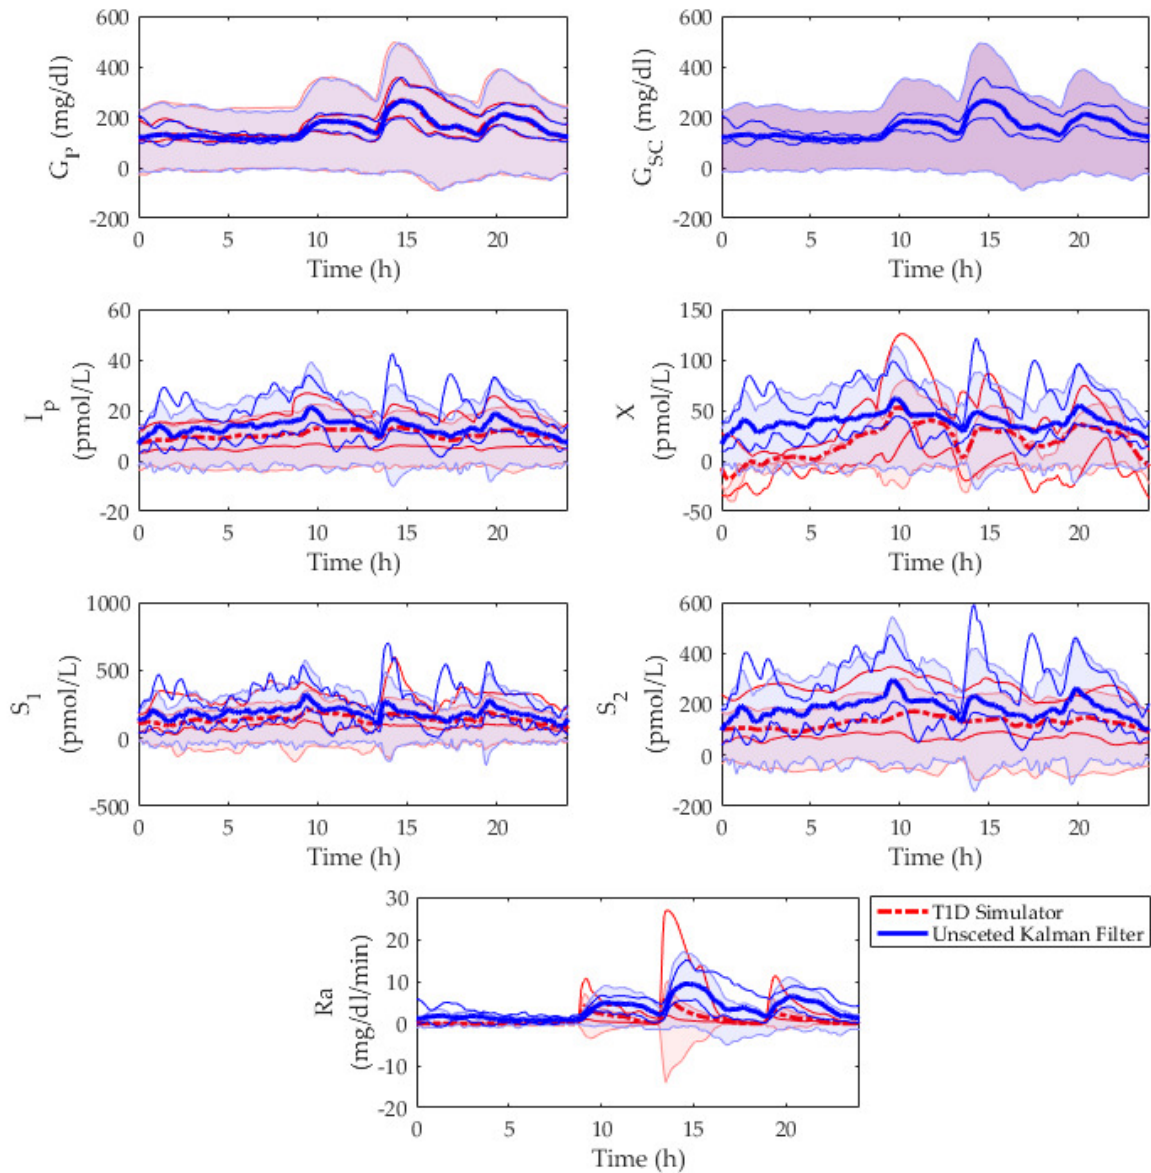 600
400
200
0
-200
G_P (mg/dl)
0 5 10 15 20
Time (h)
600
400
200
0
-200
G_SC (mg/dl)
0 5 10 15 20
Time (h)
60
40
20
0
-20
I_P
(pmol/L)
0 5 10 15 20
Time (h)
150
100
50
0
-50
X
(pmol/L)
0 5 10 15 20
Time (h)
1000
500
0
-500
S_1
(pmol/L)
0 5 10 15 20
Time (h)
600
400
200
0
-200
S_2
(pmol/L)
0 5 10 15 20
Time (h)
30
20
10
0
-10
-20
Ra
(mg/dl/min)
0 5 10 15 20
Time (h)
T1D Simulator
Unsceted Kalman Filter